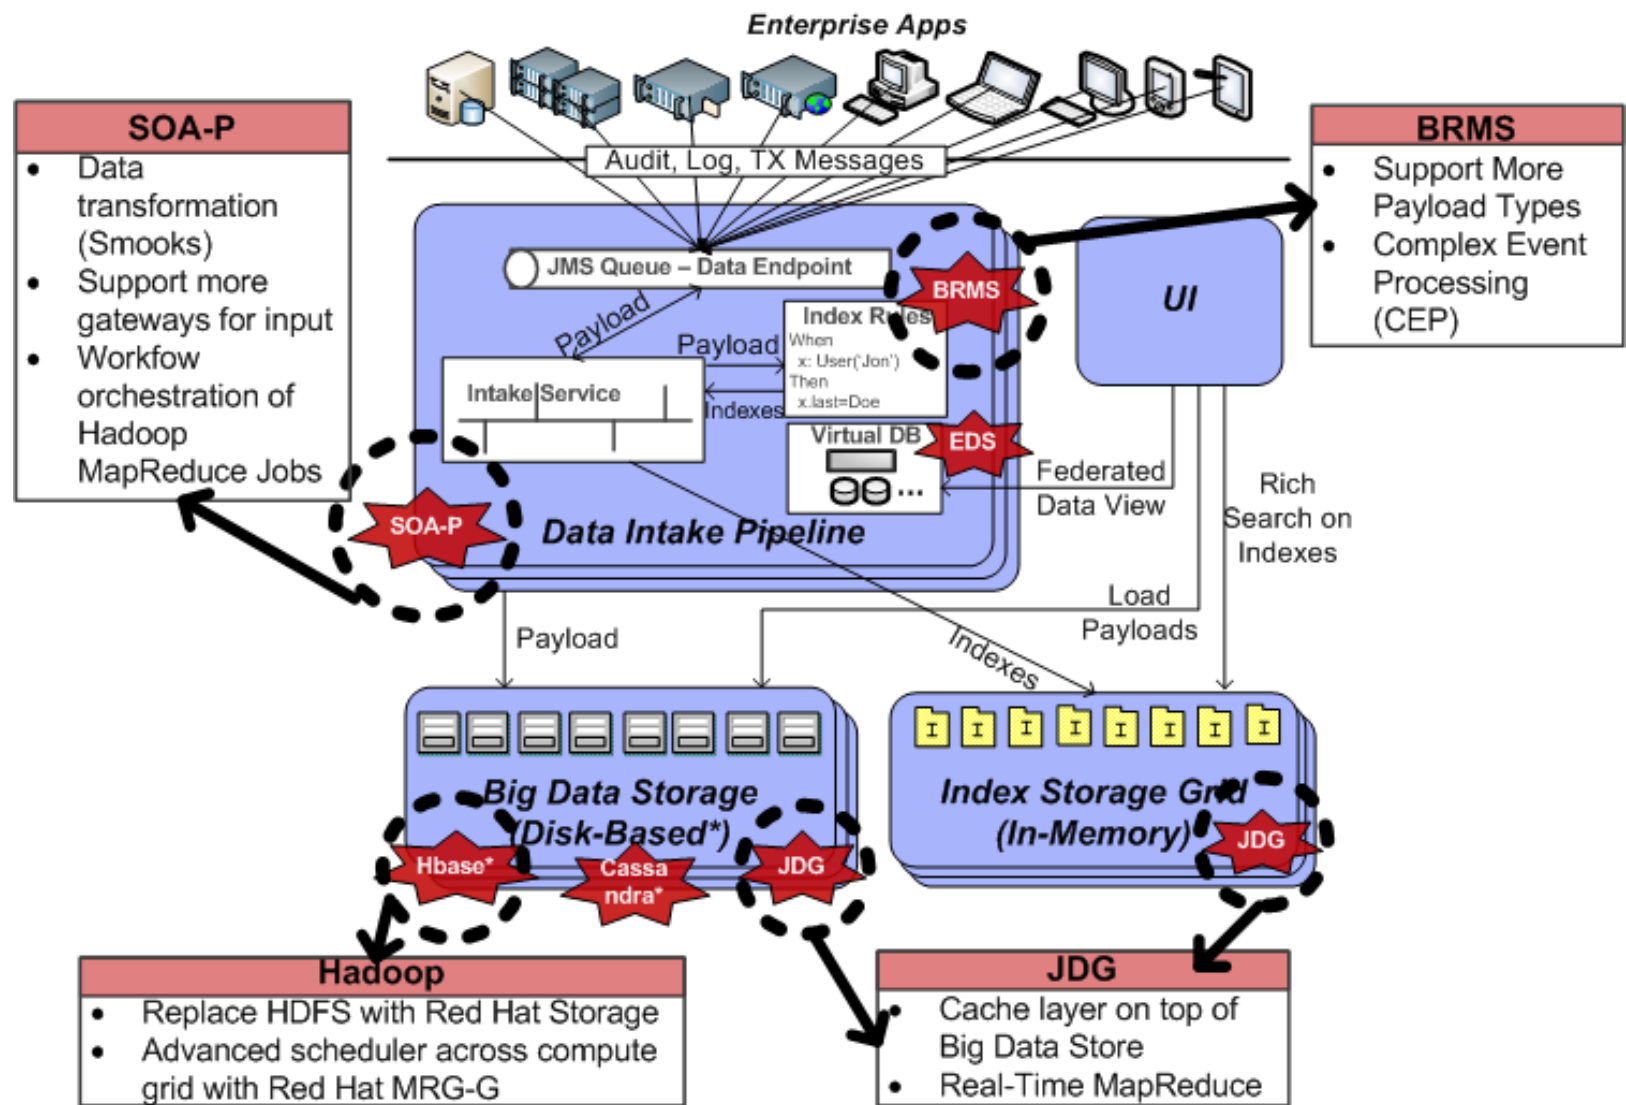 Enterprise Apps
SOA-P
• Data
transformation
(Smooks)
• Support more
gateways for input
• Workfow
orchestration of
Hadoop
MapReduce Jobs
Audit, Log, TX Messages
BRMS
• Support More
Payload Types
• Complex Event
Processing
(CEP)
JMS Queue – Data Endpoint
BRMS
UI
Payload
Index Rules
When
x: User('Jon')
Then
x.last=Doe
Payload
Indexes
Intake Service
Virtual DB
...
EDS
Federated
Data View
Rich
Search on
Indexes
SOA-P
Data Intake Pipeline
Load
Payloads
Payload
Indexes
I I I I I I I I
Big Data Storage
(Disk-Based*)
Hbase*
Cassa
ndra*
JDG
Index Storage Grid
(In-Memory)
JDG
Hadoop
• Replace HDFS with Red Hat Storage
• Advanced scheduler across compute
grid with Red Hat MRG-G
JDG
• Cache layer on top of
Big Data Store
• Real-Time MapReduce